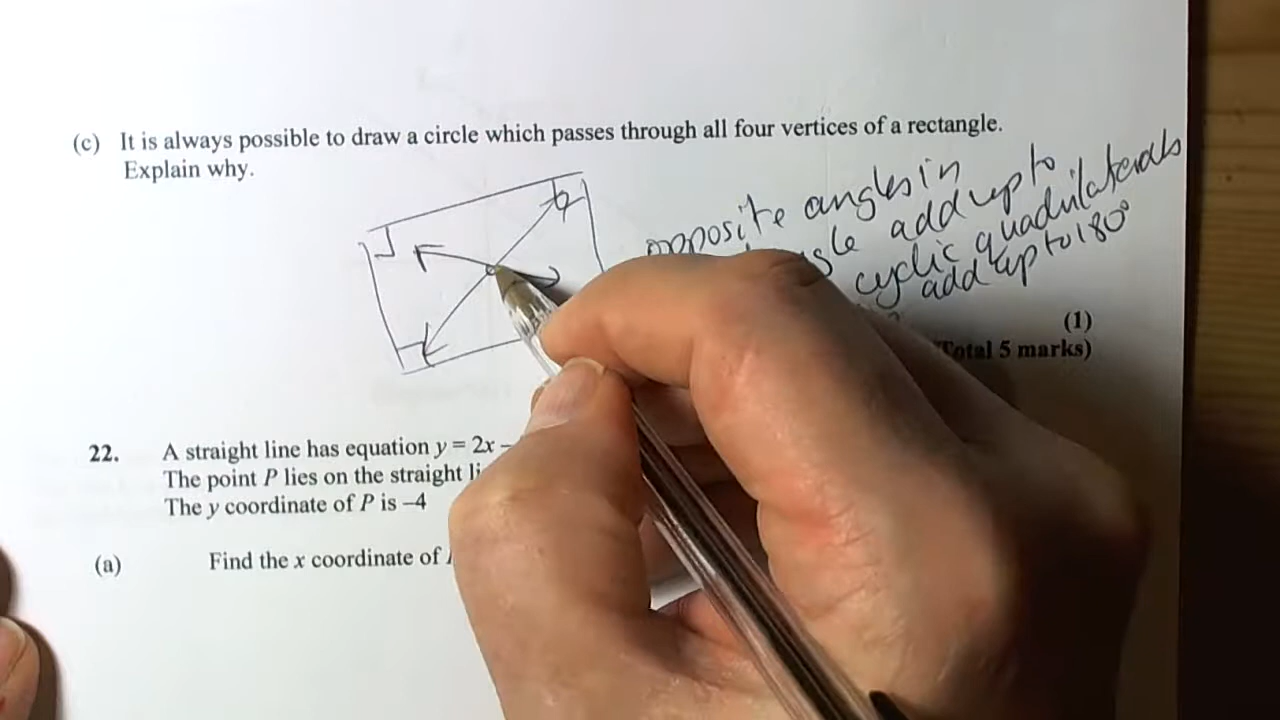 (c) It is always possible to draw a circle which passes through all four vertices of a rectangle.
Explain why.
opposite angles in
add up to
cyclic quadrilaterals
add up to 180°
(1)
Total 5 marks)
22. A straight line has equation y = 2x –
The point P lies on the straight
The y coordinate of P is –4
(a) Find the x coordinate of